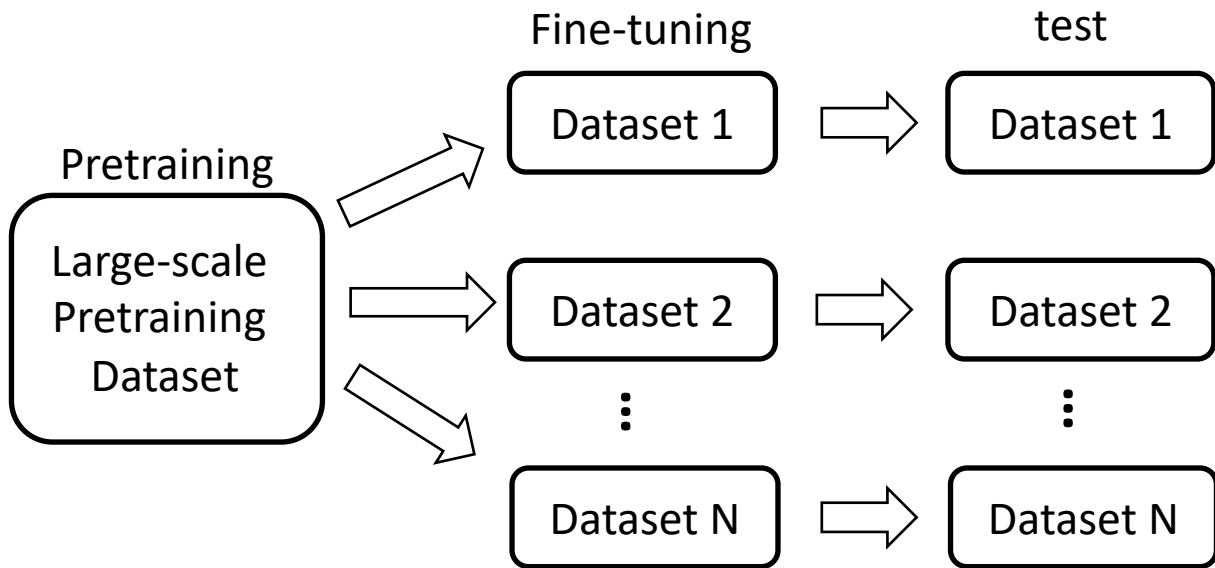 Pretraining
Large-scale
Pretraining
Dataset
Fine-tuning
Dataset 1
Dataset 2
Dataset N
test
Dataset 1
Dataset 2
Dataset N